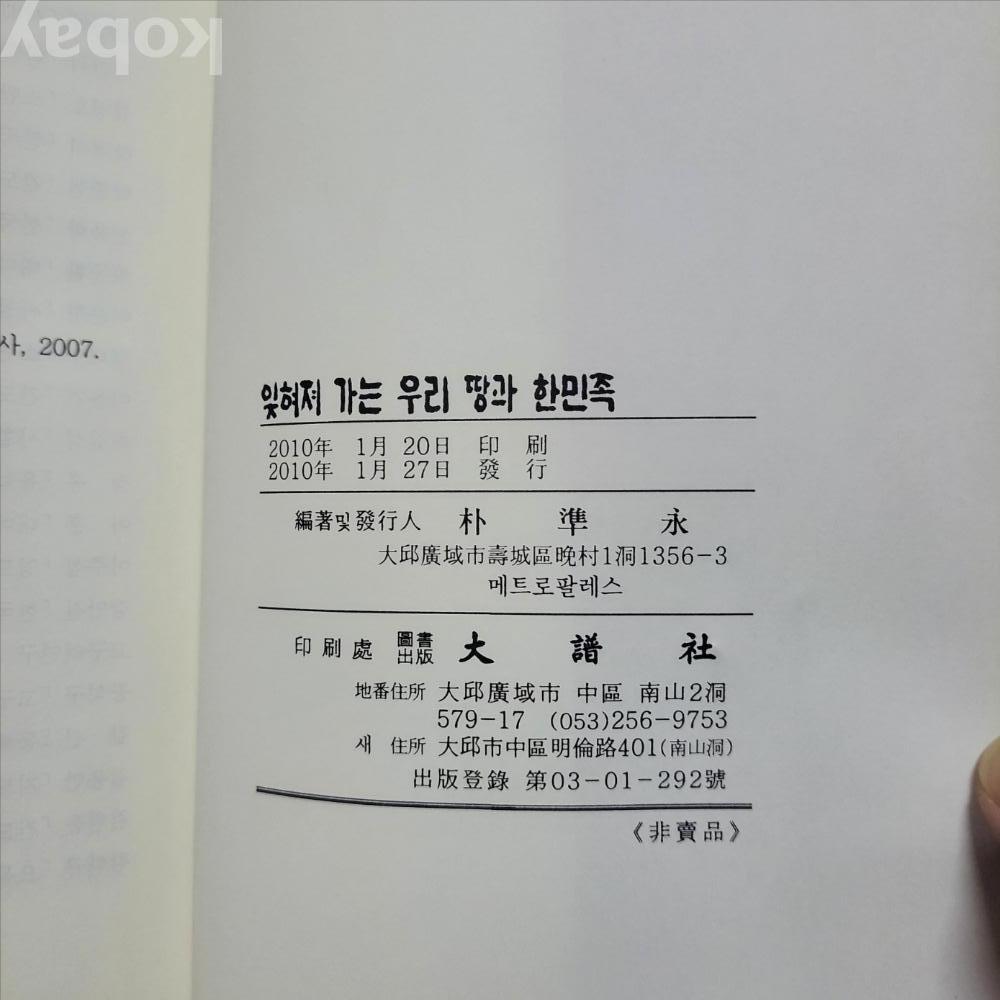 kobay
사, 2007.
잊혀져 가는 우리 땅과 한민족
2010年 1月 20日 印 刷
2010年 1月 27日 發 行
編著및發行人 朴 準 永
大邱廣域市壽城區晩村1洞1356-3
메트로팔레스
印刷處 圖書出版 大 譜 社
地番住所 大邱廣域市 中區 南山2洞
579-17 (053)256-9753
새 住所 大邱市中區明倫路401(南山洞)
出版登錄 第03-01-292號
《非賣品》